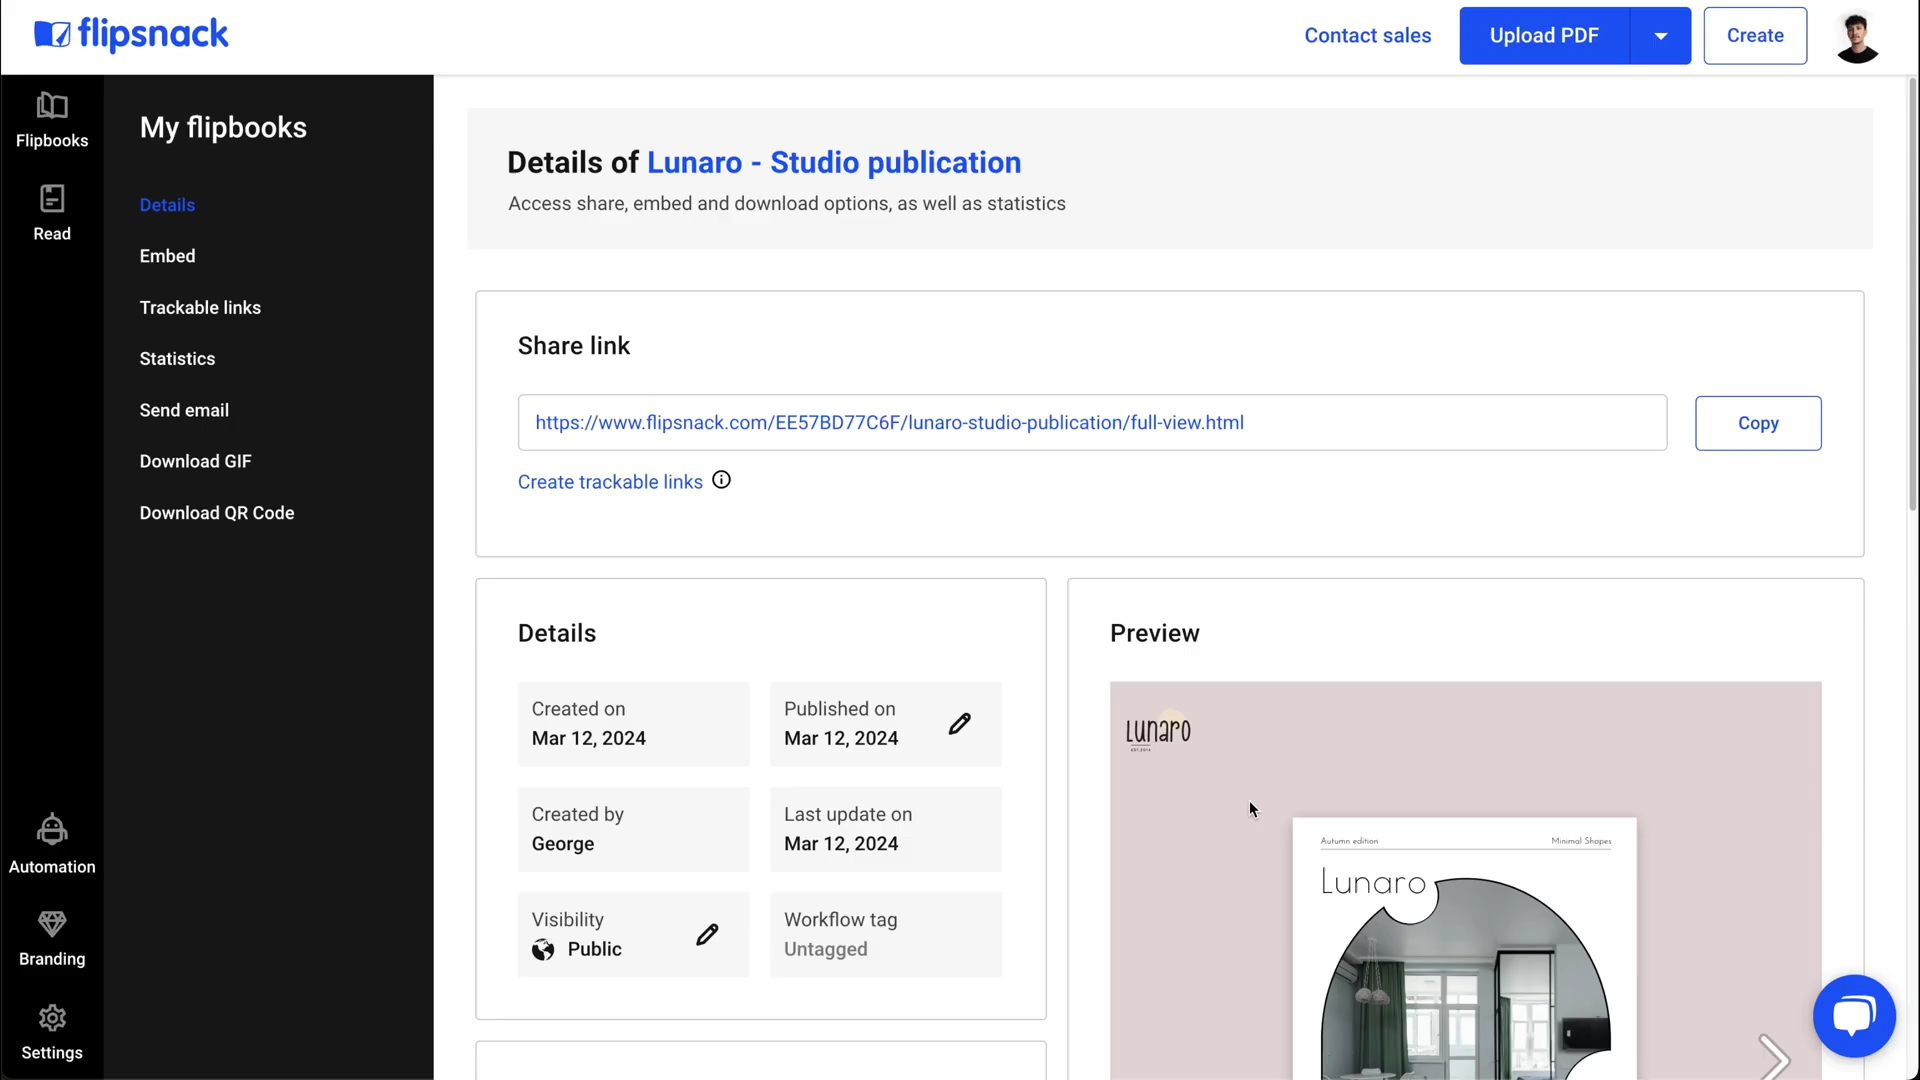 flipsnack
Contact sales
Upload PDF
Create
Flipbooks
Read
Automation
Branding
Settings
My flipbooks
Details
Embed
Trackable links
Statistics
Send email
Download GIF
Download QR Code
Details of Lunaro - Studio publication
Access share, embed and download options, as well as statistics
Share link
https://www.flipsnack.com/EE57BD77C6F/lunaro-studio-publication/full-view.html
Copy
Create trackable links
Details
Created on
Mar 12, 2024
Published on
Mar 12, 2024
Created by
George
Last update on
Mar 12, 2024
Visibility
Public
Workflow tag
Untagged
Preview
Lunaro
Autumn edition
Minimal Shapes
Lunaro